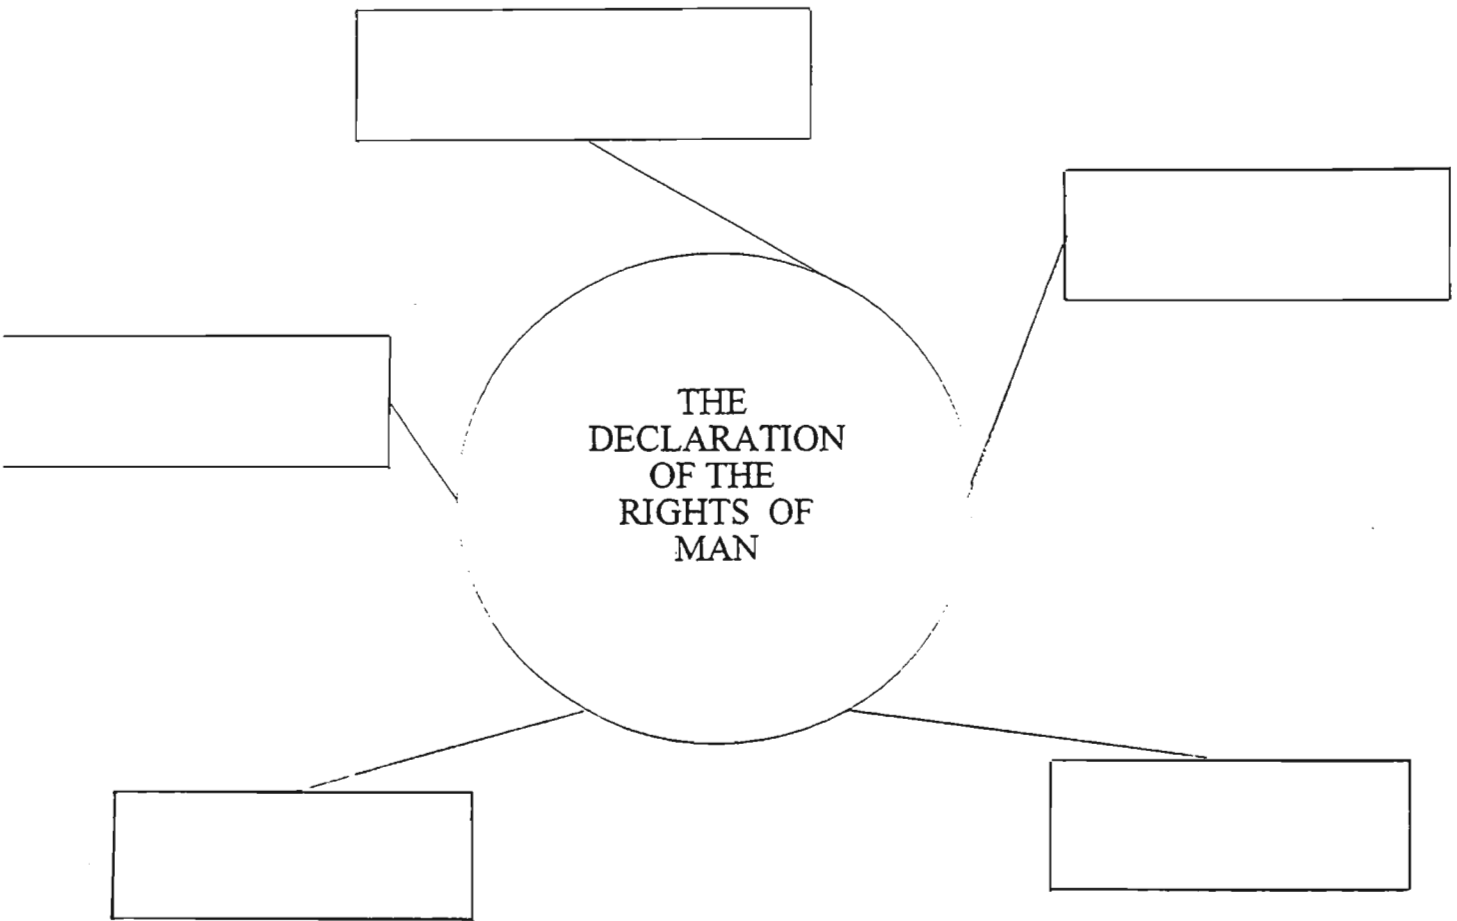 THE
DECLARATION
OF THE
RIGHTS OF
MAN